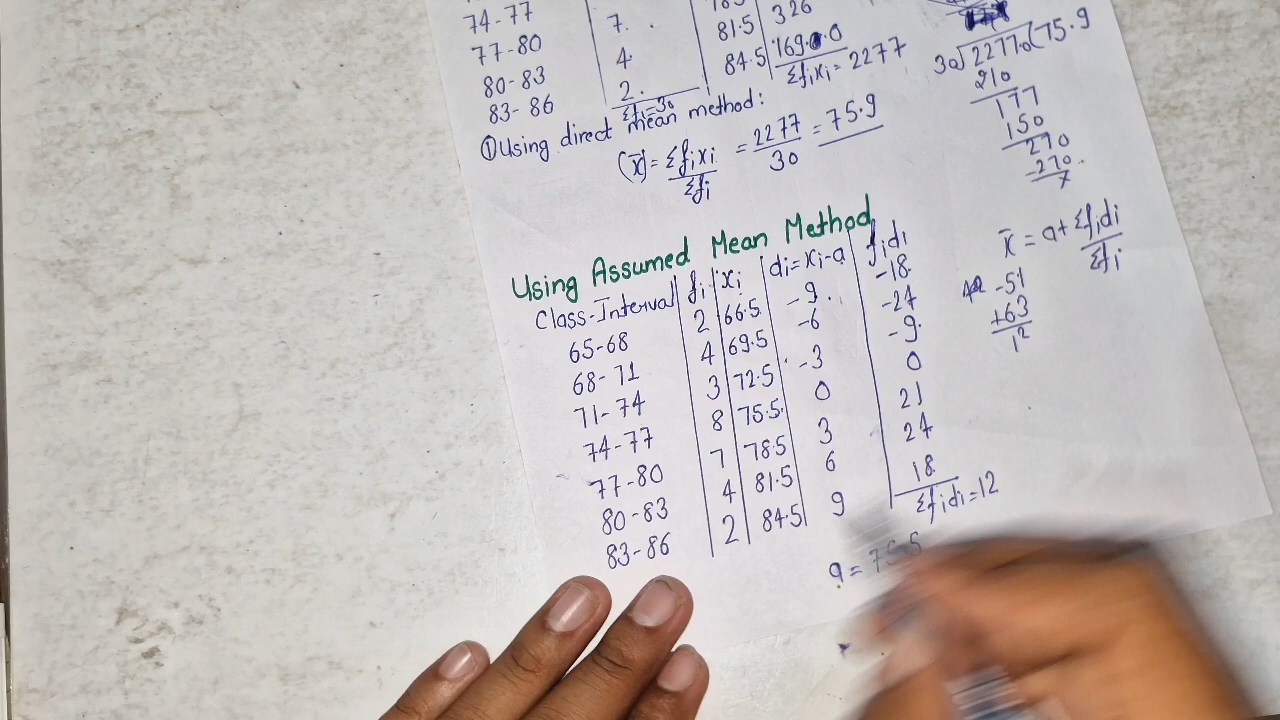 74-77 7.
77-80 4 81.5 326
80-83 2. 84.5 169.0
83-86 Σfi=30 Σfixi = 2277
30)22770(75.9
210
177
150
270
-270
x
①Using direct mean method:
(x̄)= Σfixi/Σfi = 2277/30 = 75.9
Using Assumed Mean Method
Class-Interval fi xi di=xi-a fidi
65-68 2 66.5 -9 -18
68-71 4 69.5 -6 -24
71-74 3 72.5 -3 -9
74-77 8 75.5 0 0
77-80 7 78.5 3 21
80-83 4 81.5 6 24
83-86 2 84.5 9 18
Σfidi=12
x̄ = a+ Σfidi/Σfi
-51
+63
12
a = 75.5